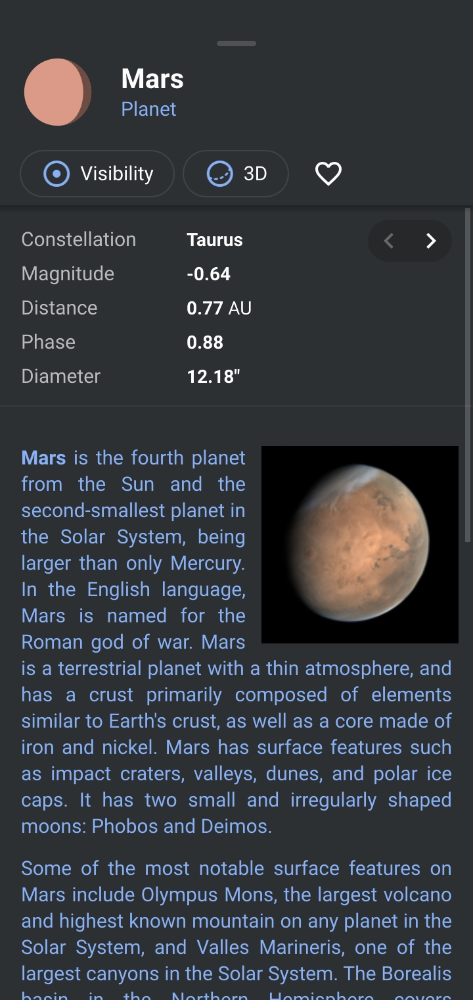 Mars
Planet
Visibility
3D
Constellation Taurus
Magnitude -0.64
Distance 0.77 AU
Phase 0.88
Diameter 12.18"
Mars is the fourth planet
from the Sun and the
second-smallest planet in
the Solar System, being
larger than only Mercury.
In the English language,
Mars is named for the
Roman god of war. Mars
is a terrestrial planet with a thin atmosphere, and
has a crust primarily composed of elements
similar to Earth's crust, as well as a core made of
iron and nickel. Mars has surface features such
as impact craters, valleys, dunes, and polar ice
caps. It has two small and irregularly shaped
moons: Phobos and Deimos.
Some of the most notable surface features on
Mars include Olympus Mons, the largest volcano
and highest known mountain on any planet in the
Solar System, and Valles Marineris, one of the
largest canyons in the Solar System. The Borealis
basin in the Northern Hemisphere covers